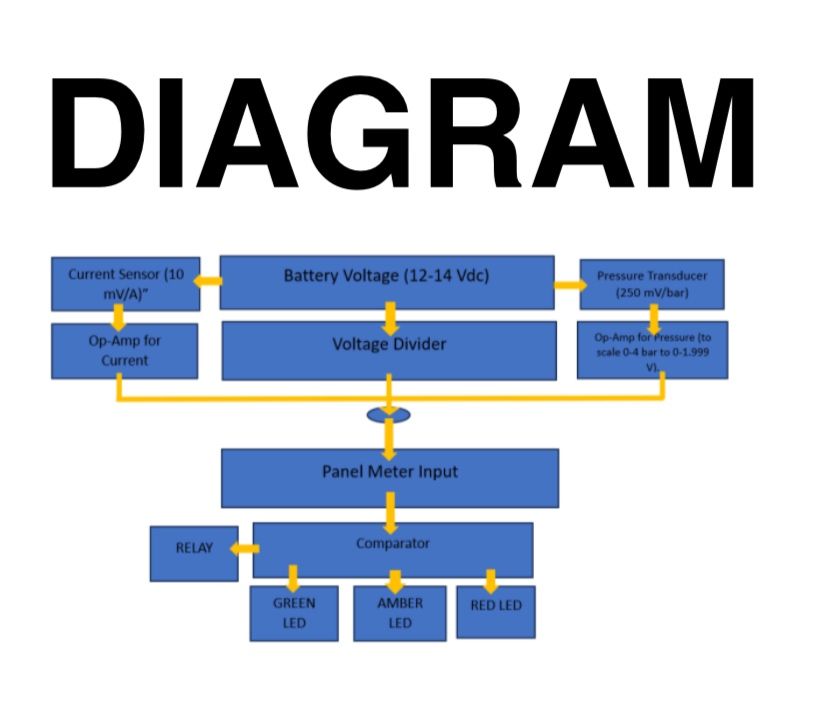 DIAGRAM
Current Sensor (10
mV/A)”
Battery Voltage (12-14 Vdc)
Pressure Transducer
(250 mV/bar)
Op-Amp for
Current
Voltage Divider
Op-Amp for Pressure (to
scale 0-4 bar to 0-1.999
V).
Panel Meter Input
RELAY
Comparator
GREEN
LED
AMBER
LED
RED LED